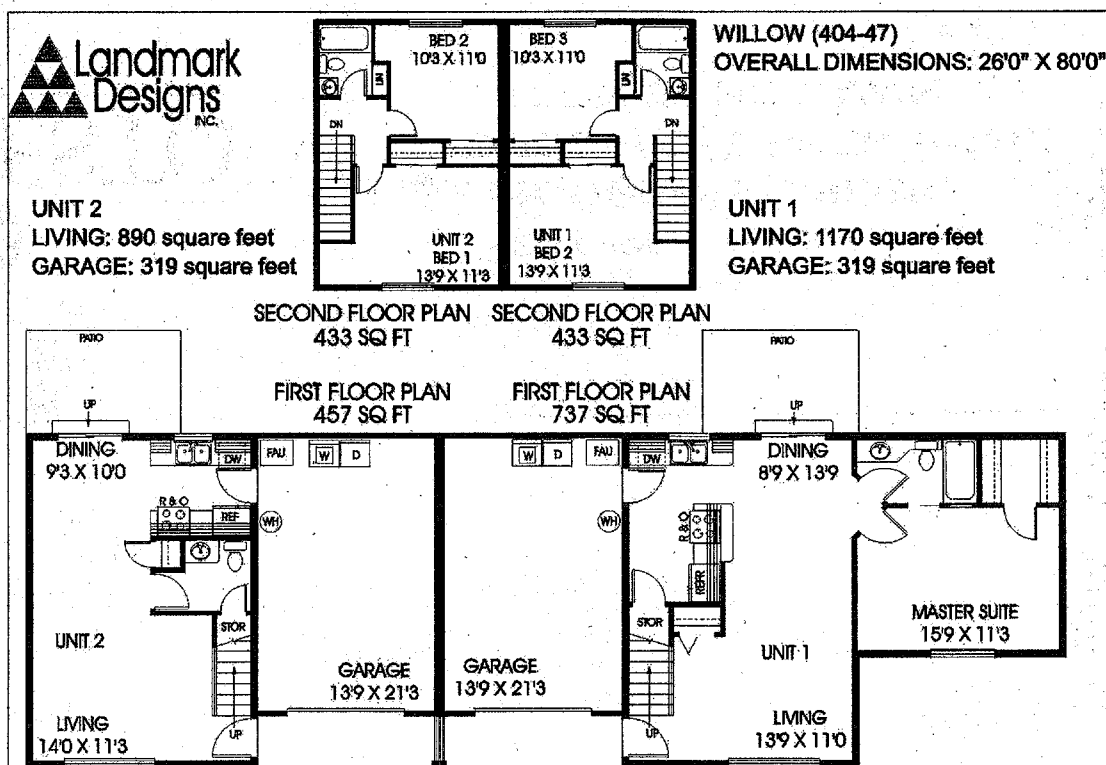 Landmark
Designs
INC.
WILLOW (404-47)
OVERALL DIMENSIONS: 26'0" X 80'0"
BED 2
10'3 X 11'0
BED 3
10'3 X 11'0
LIN
LIN
DN
DN
UNIT 2
BED 1
13'9 X 11'3
UNIT 1
BED 2
13'9 X 11'3
UNIT 2
LIVING: 890 square feet
GARAGE: 319 square feet
UNIT 1
LIVING: 1170 square feet
GARAGE: 319 square feet
SECOND FLOOR PLAN
433 SQ FT
SECOND FLOOR PLAN
433 SQ FT
FIRST FLOOR PLAN
457 SQ FT
FIRST FLOOR PLAN
737 SQ FT
PATIO
UP
PATIO
UP
DINING
9'3 X 10'0
DW
FAU
W
D
W
D
FAU
DW
DINING
8'9 X 13'9
R & O
REF
WH
WH
R & O
REFR
STOR
STOR
UNIT 2
UNIT 1
MASTER SUITE
15'9 X 11'3
GARAGE
13'9 X 21'3
GARAGE
13'9 X 21'3
LIVING
14'0 X 11'3
UP
UP
LIVING
13'9 X 11'0